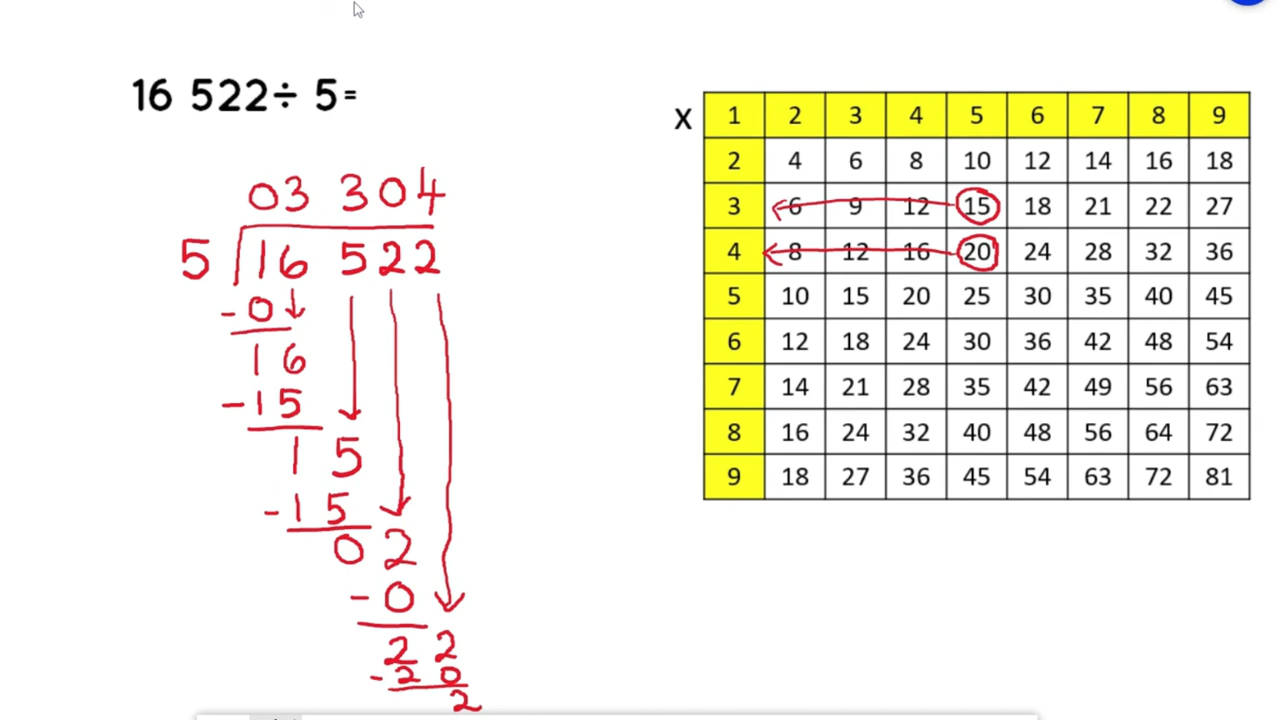 16 522÷ 5=
03 304
5 16 522
-0
16
-15
15
-15
02
-0
22
-20
2
X 1 2 3 4 5 6 7 8 9
2 4 6 8 10 12 14 16 18
3 6 9 12 15 18 21 22 27
4 8 12 16 20 24 28 32 36
5 10 15 20 25 30 35 40 45
6 12 18 24 30 36 42 48 54
7 14 21 28 35 42 49 56 63
8 16 24 32 40 48 56 64 72
9 18 27 36 45 54 63 72 81